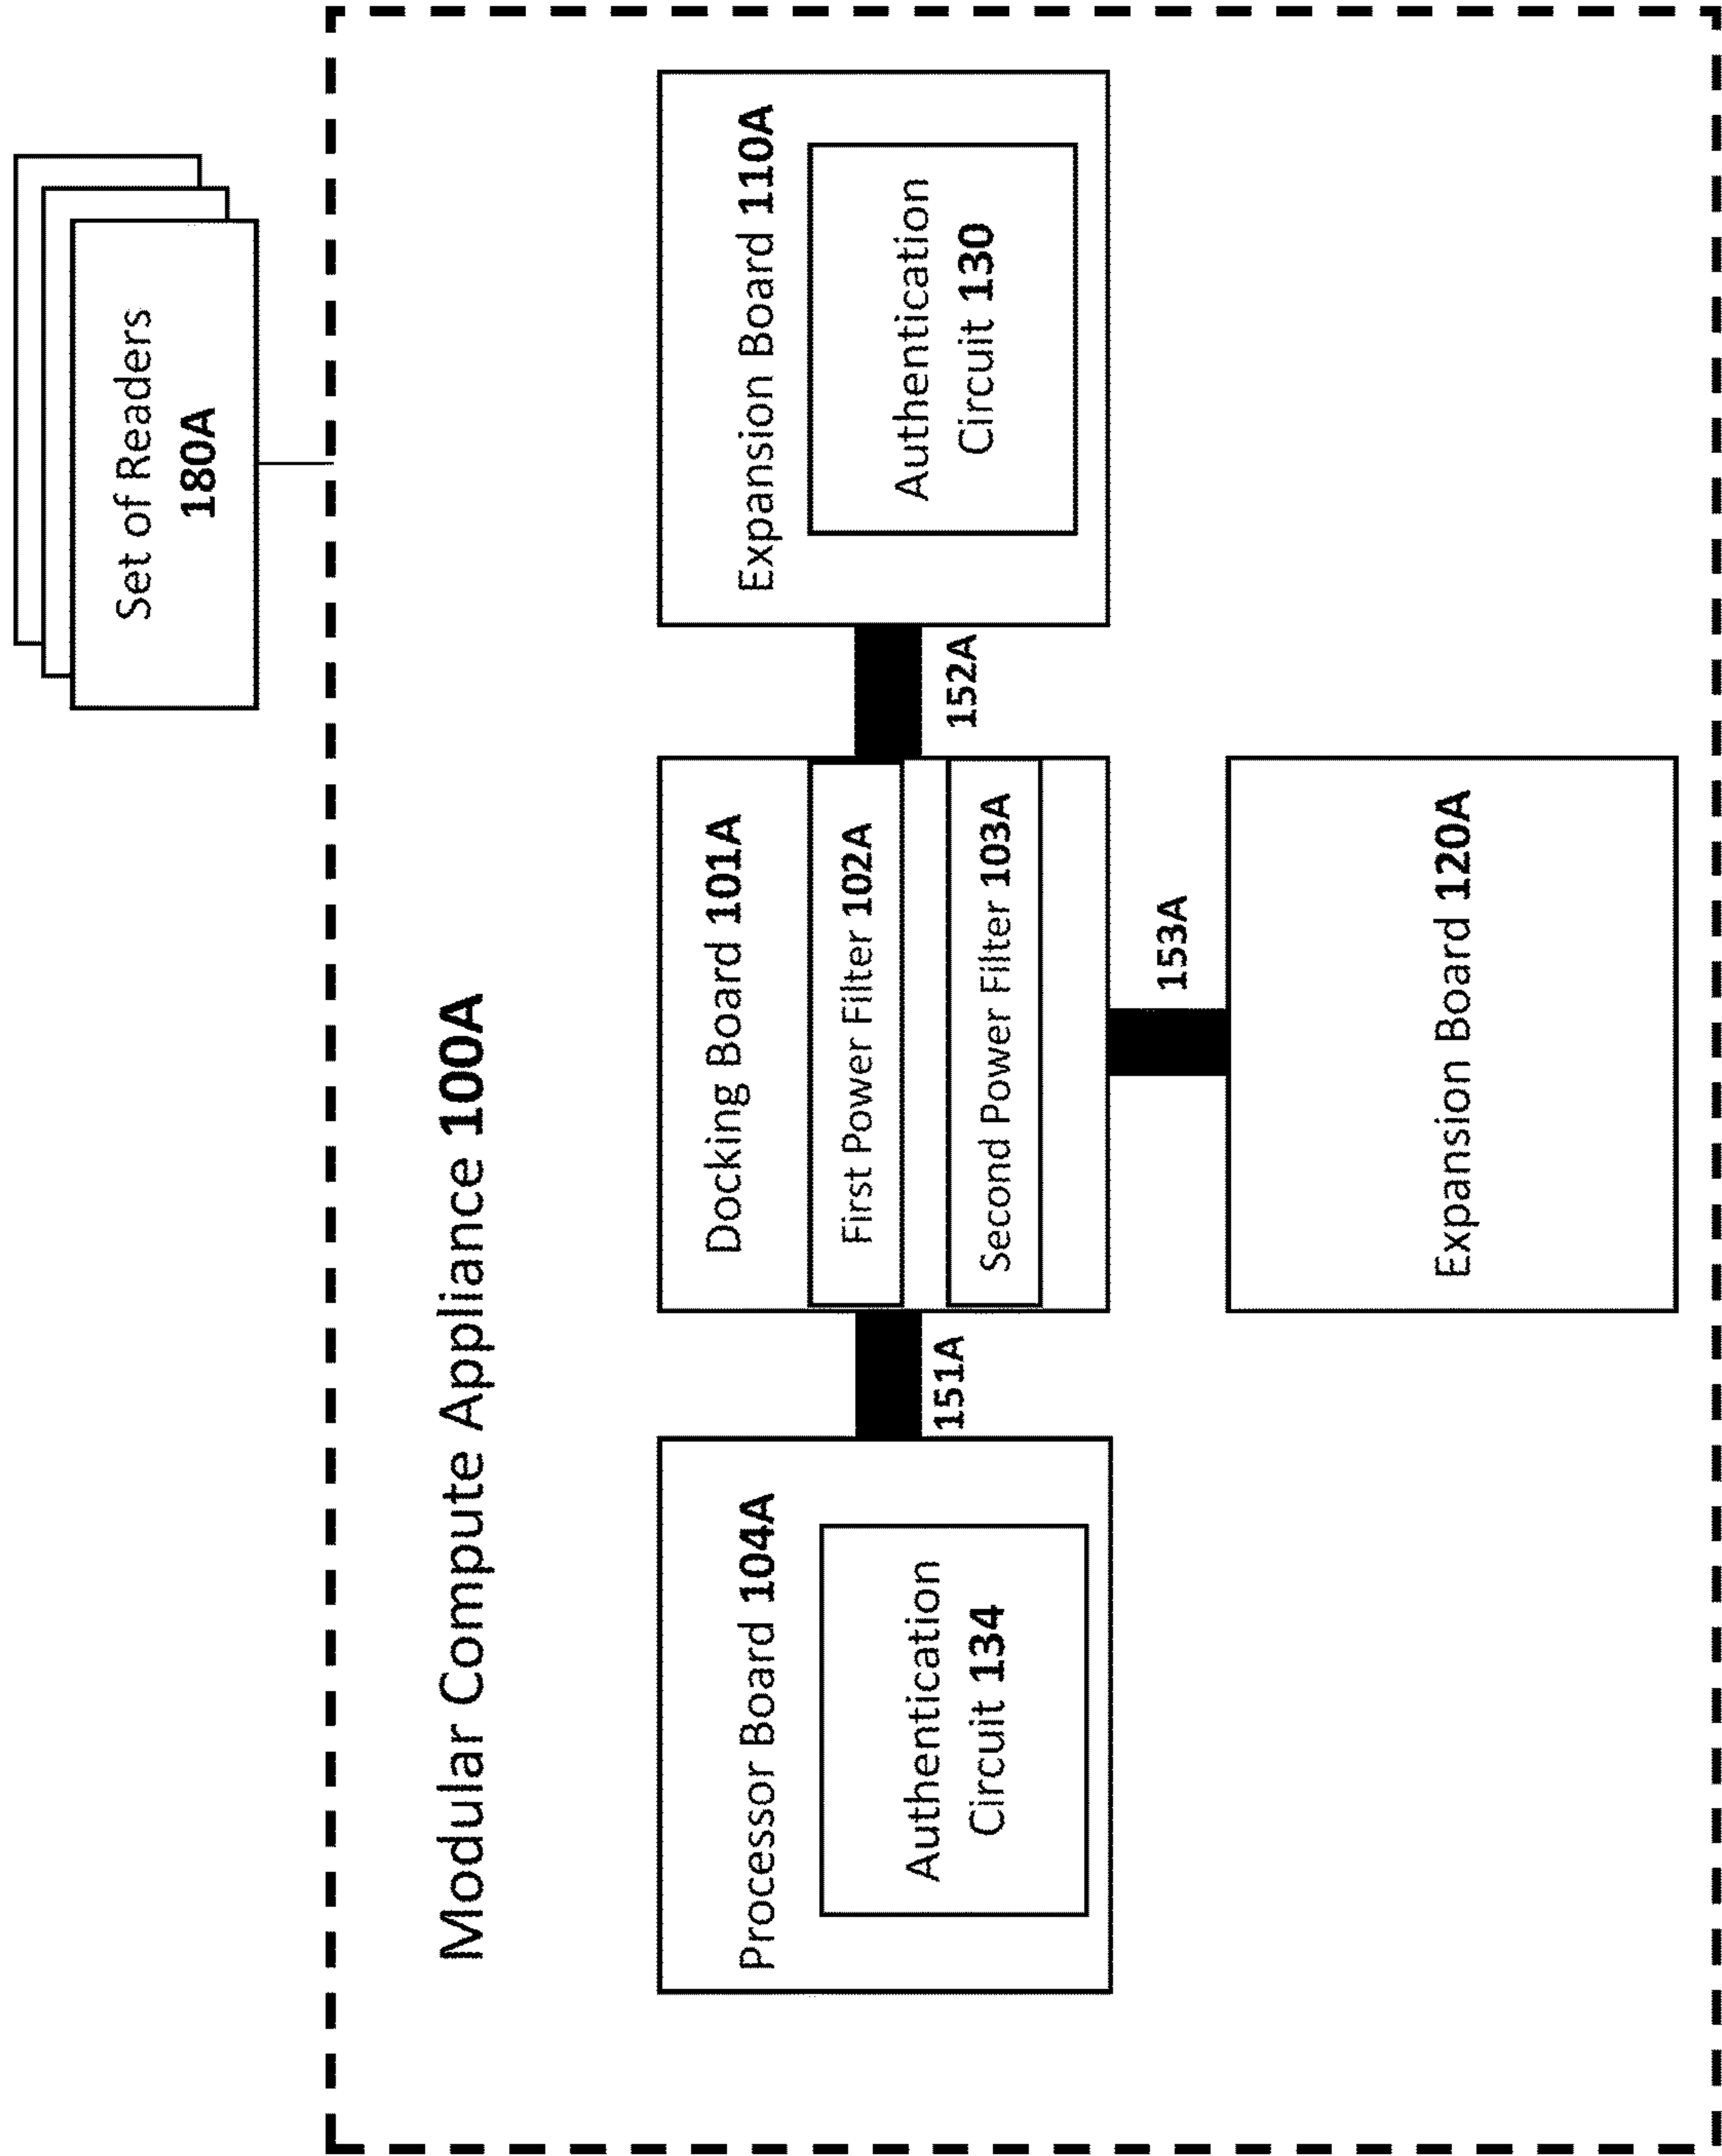 Set of Readers
180A
Modular Compute Appliance 100A
Processor Board 104A
Authentication
Circuit 134
151A
Docking Board 101A
First Power Filter 102A
Second Power Filter 103A
152A
Expansion Board 110A
Authentication
Circuit 130
153A
Expansion Board 120A